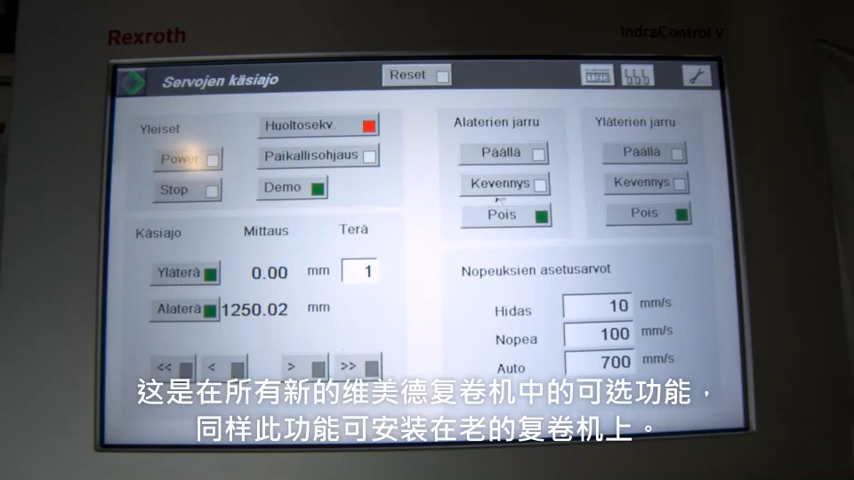 Rexroth
IndraControl V
Servojen käsiajo
Reset
Yleiset
Huoltosekv.
Power
Paikallisohjaus
Stop
Demo
Alaterien jarru
Päällä
Kevennys
Pois
Yläterien jarru
Päällä
Kevennys
Pois
Käsiajo
Mittaus
Terä
Yläterä
0.00 mm
1
Alaterä
1250.02 mm
<<
<
>
>>
Nopeuksien asetusarvot
Hidas 10 mm/s
Nopea 100 mm/s
Auto 700 mm/s
这是在所有新的维美德复卷机中的可选功能，
同样此功能可安装在老的复卷机上。